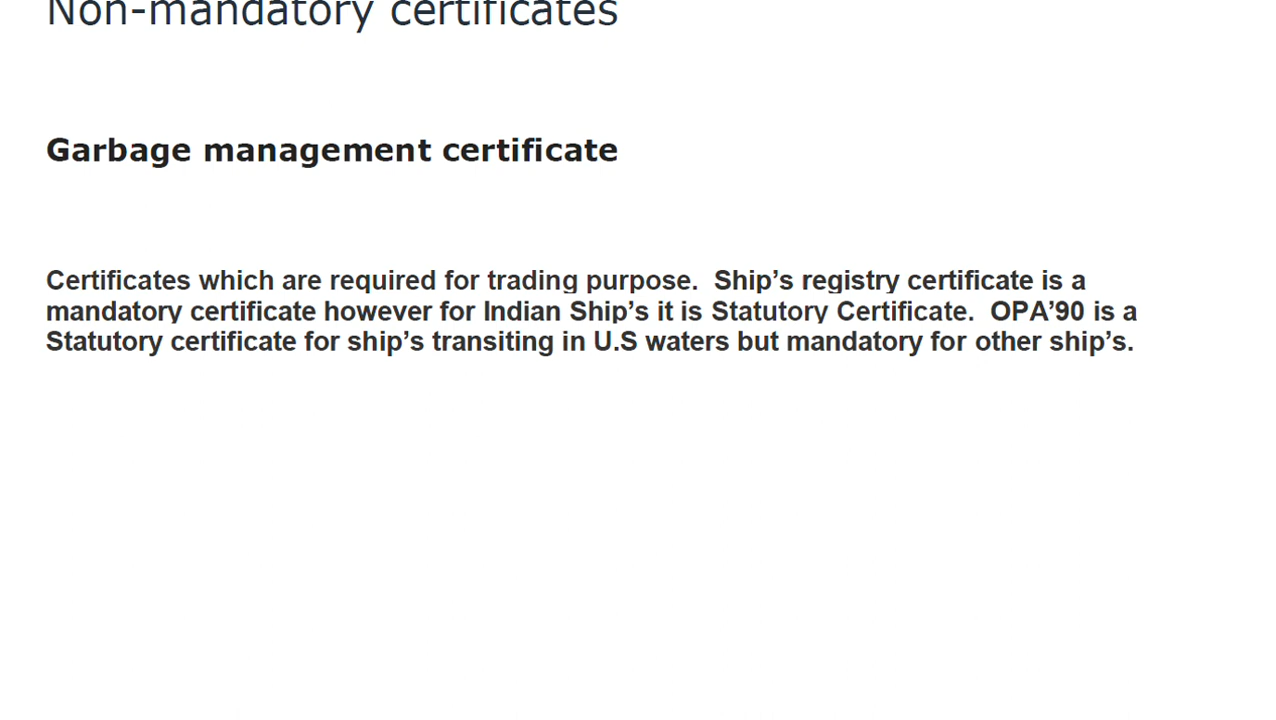 Non-mandatory certificates
Garbage management certificate
Certificates which are required for trading purpose.  Ship’s registry certificate is a
mandatory certificate however for Indian Ship’s it is Statutory Certificate.  OPA’90 is a
Statutory certificate for ship’s transiting in U.S waters but mandatory for other ship’s.